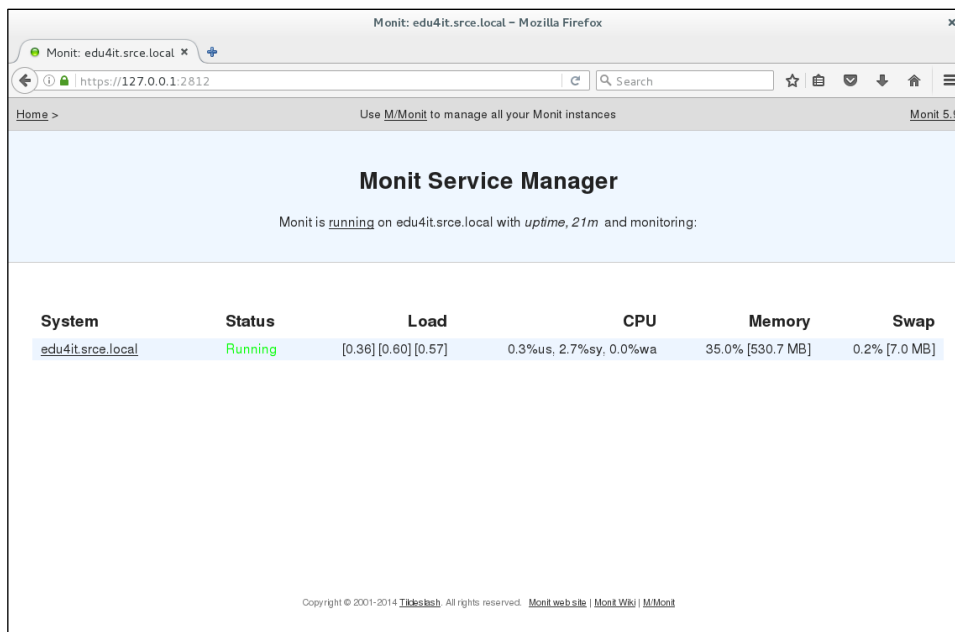 Monit: edu4it.srce.local – Mozilla Firefox
Monit: edu4it.srce.local
https://127.0.0.1:2812
Search
Home >
Use M/Monit to manage all your Monit instances
Monit 5.9
Monit Service Manager
Monit is running on edu4it.srce.local with uptime, 21m and monitoring:
System Status Load CPU Memory Swap
edu4it.srce.local Running [0.36] [0.60] [0.57] 0.3%us, 2.7%sy, 0.0%wa 35.0% [530.7 MB] 0.2% [7.0 MB]
Copyright © 2001-2014 Tildeslash. All rights reserved. Monit web site | Monit Wiki | M/Monit